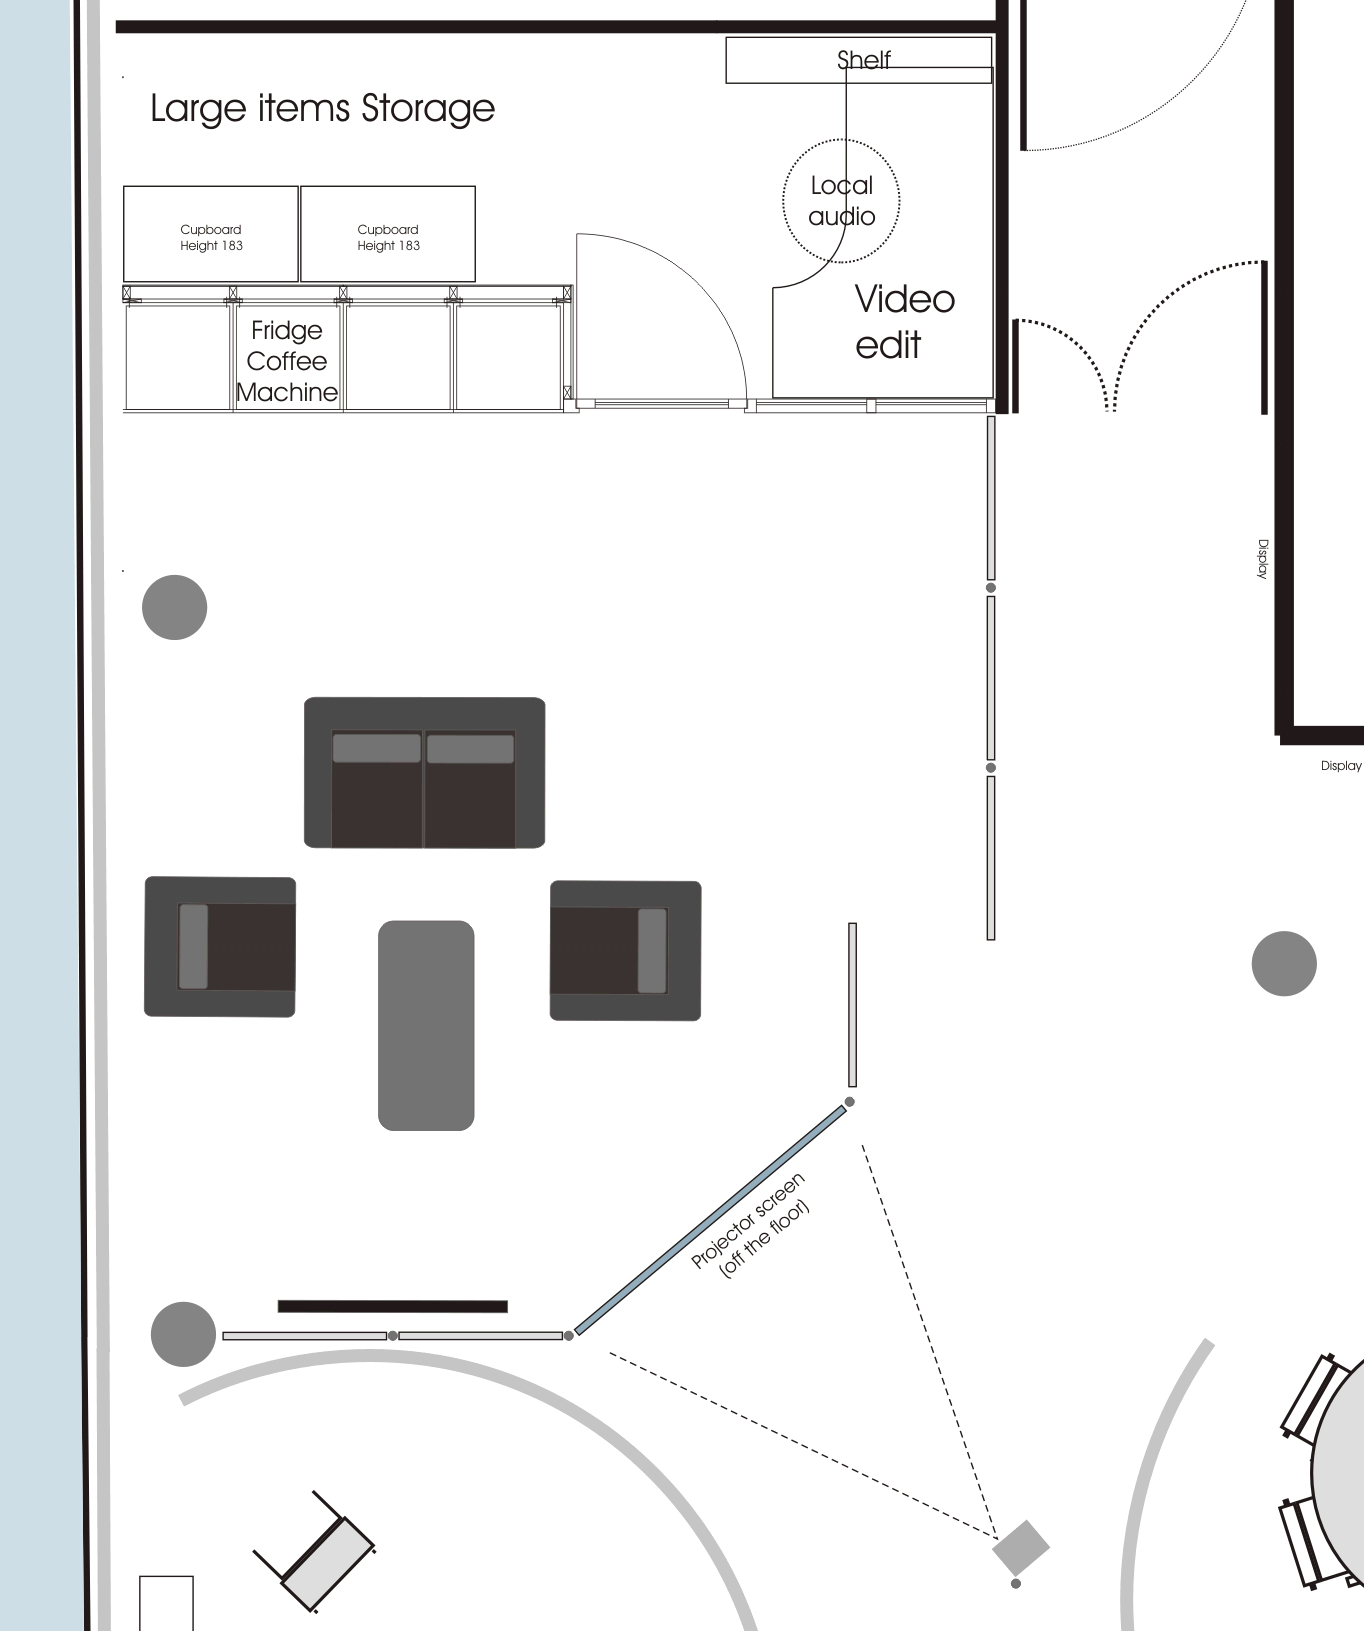 Shelf
Large items Storage
Local
audio
Cupboard
Height 183
Cupboard
Height 183
Video
edit
Fridge
Coffee
Machine
Display
Display
Projector screen
(off the floor)